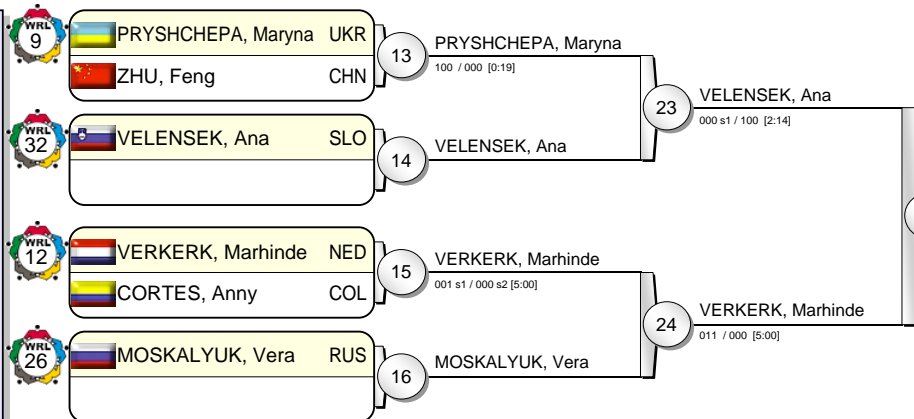 WRL
9
PRYSHCHEPA, Maryna UKR
ZHU, Feng CHN
13
PRYSHCHEPA, Maryna
100 / 000 [0:19]
23
VELENSEK, Ana
000 s1 / 100 [2:14]
WRL
32
VELENSEK, Ana SLO
14
VELENSEK, Ana
WRL
12
VERKERK, Marhinde NED
CORTES, Anny COL
15
VERKERK, Marhinde
001 s1 / 000 s2 [5:00]
24
VERKERK, Marhinde
011 / 000 [5:00]
WRL
26
MOSKALYUK, Vera RUS
16
MOSKALYUK, Vera